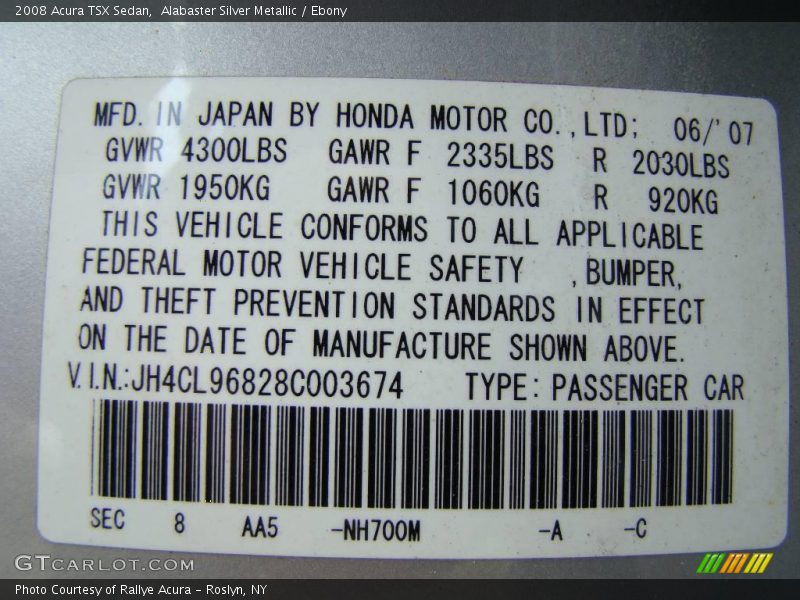 2008 Acura TSX Sedan, Alabaster Silver Metallic / Ebony
MFD. IN JAPAN BY HONDA MOTOR CO.,LTD; 06/'07
GVWR 4300LBS GAWR F 2335LBS R 2030LBS
GVWR 1950KG GAWR F 1060KG R 920KG
THIS VEHICLE CONFORMS TO ALL APPLICABLE
FEDERAL MOTOR VEHICLE SAFETY ,BUMPER,
AND THEFT PREVENTION STANDARDS IN EFFECT
ON THE DATE OF MANUFACTURE SHOWN ABOVE.
V.I.N.:JH4CL96828C003674 TYPE: PASSENGER CAR
SEC 8 AA5 -NH700M -A -C
GTCARLOT.COM
Photo Courtesy of Rallye Acura - Roslyn, NY